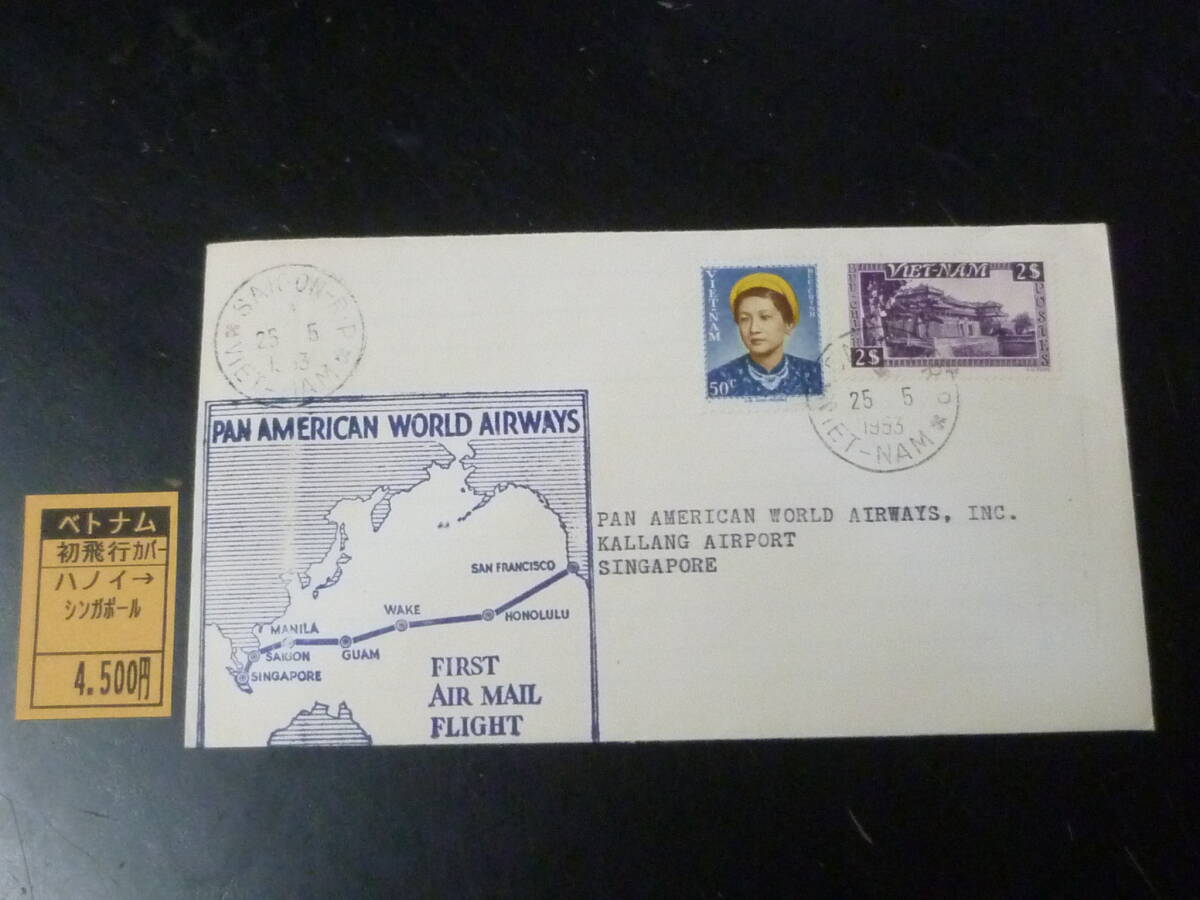 SAIGON-R.P.
25 5
1953
VIET-NAM
VIET-NAM
50c
VIET-NAM
2$
POSTES
2$
25 5
1953
VIET-NAM
PAN AMERICAN WORLD AIRWAYS
SAN FRANCISCO
HONOLULU
WAKE
MANILA
GUAM
SAIGON
SINGAPORE
FIRST
AIR MAIL
FLIGHT
PAN AMERICAN WORLD AIRWAYS, INC.
KALLANG AIRPORT
SINGAPORE
ベトナム
初飛行カバー
ハノイ→
シンガポール
4.500円